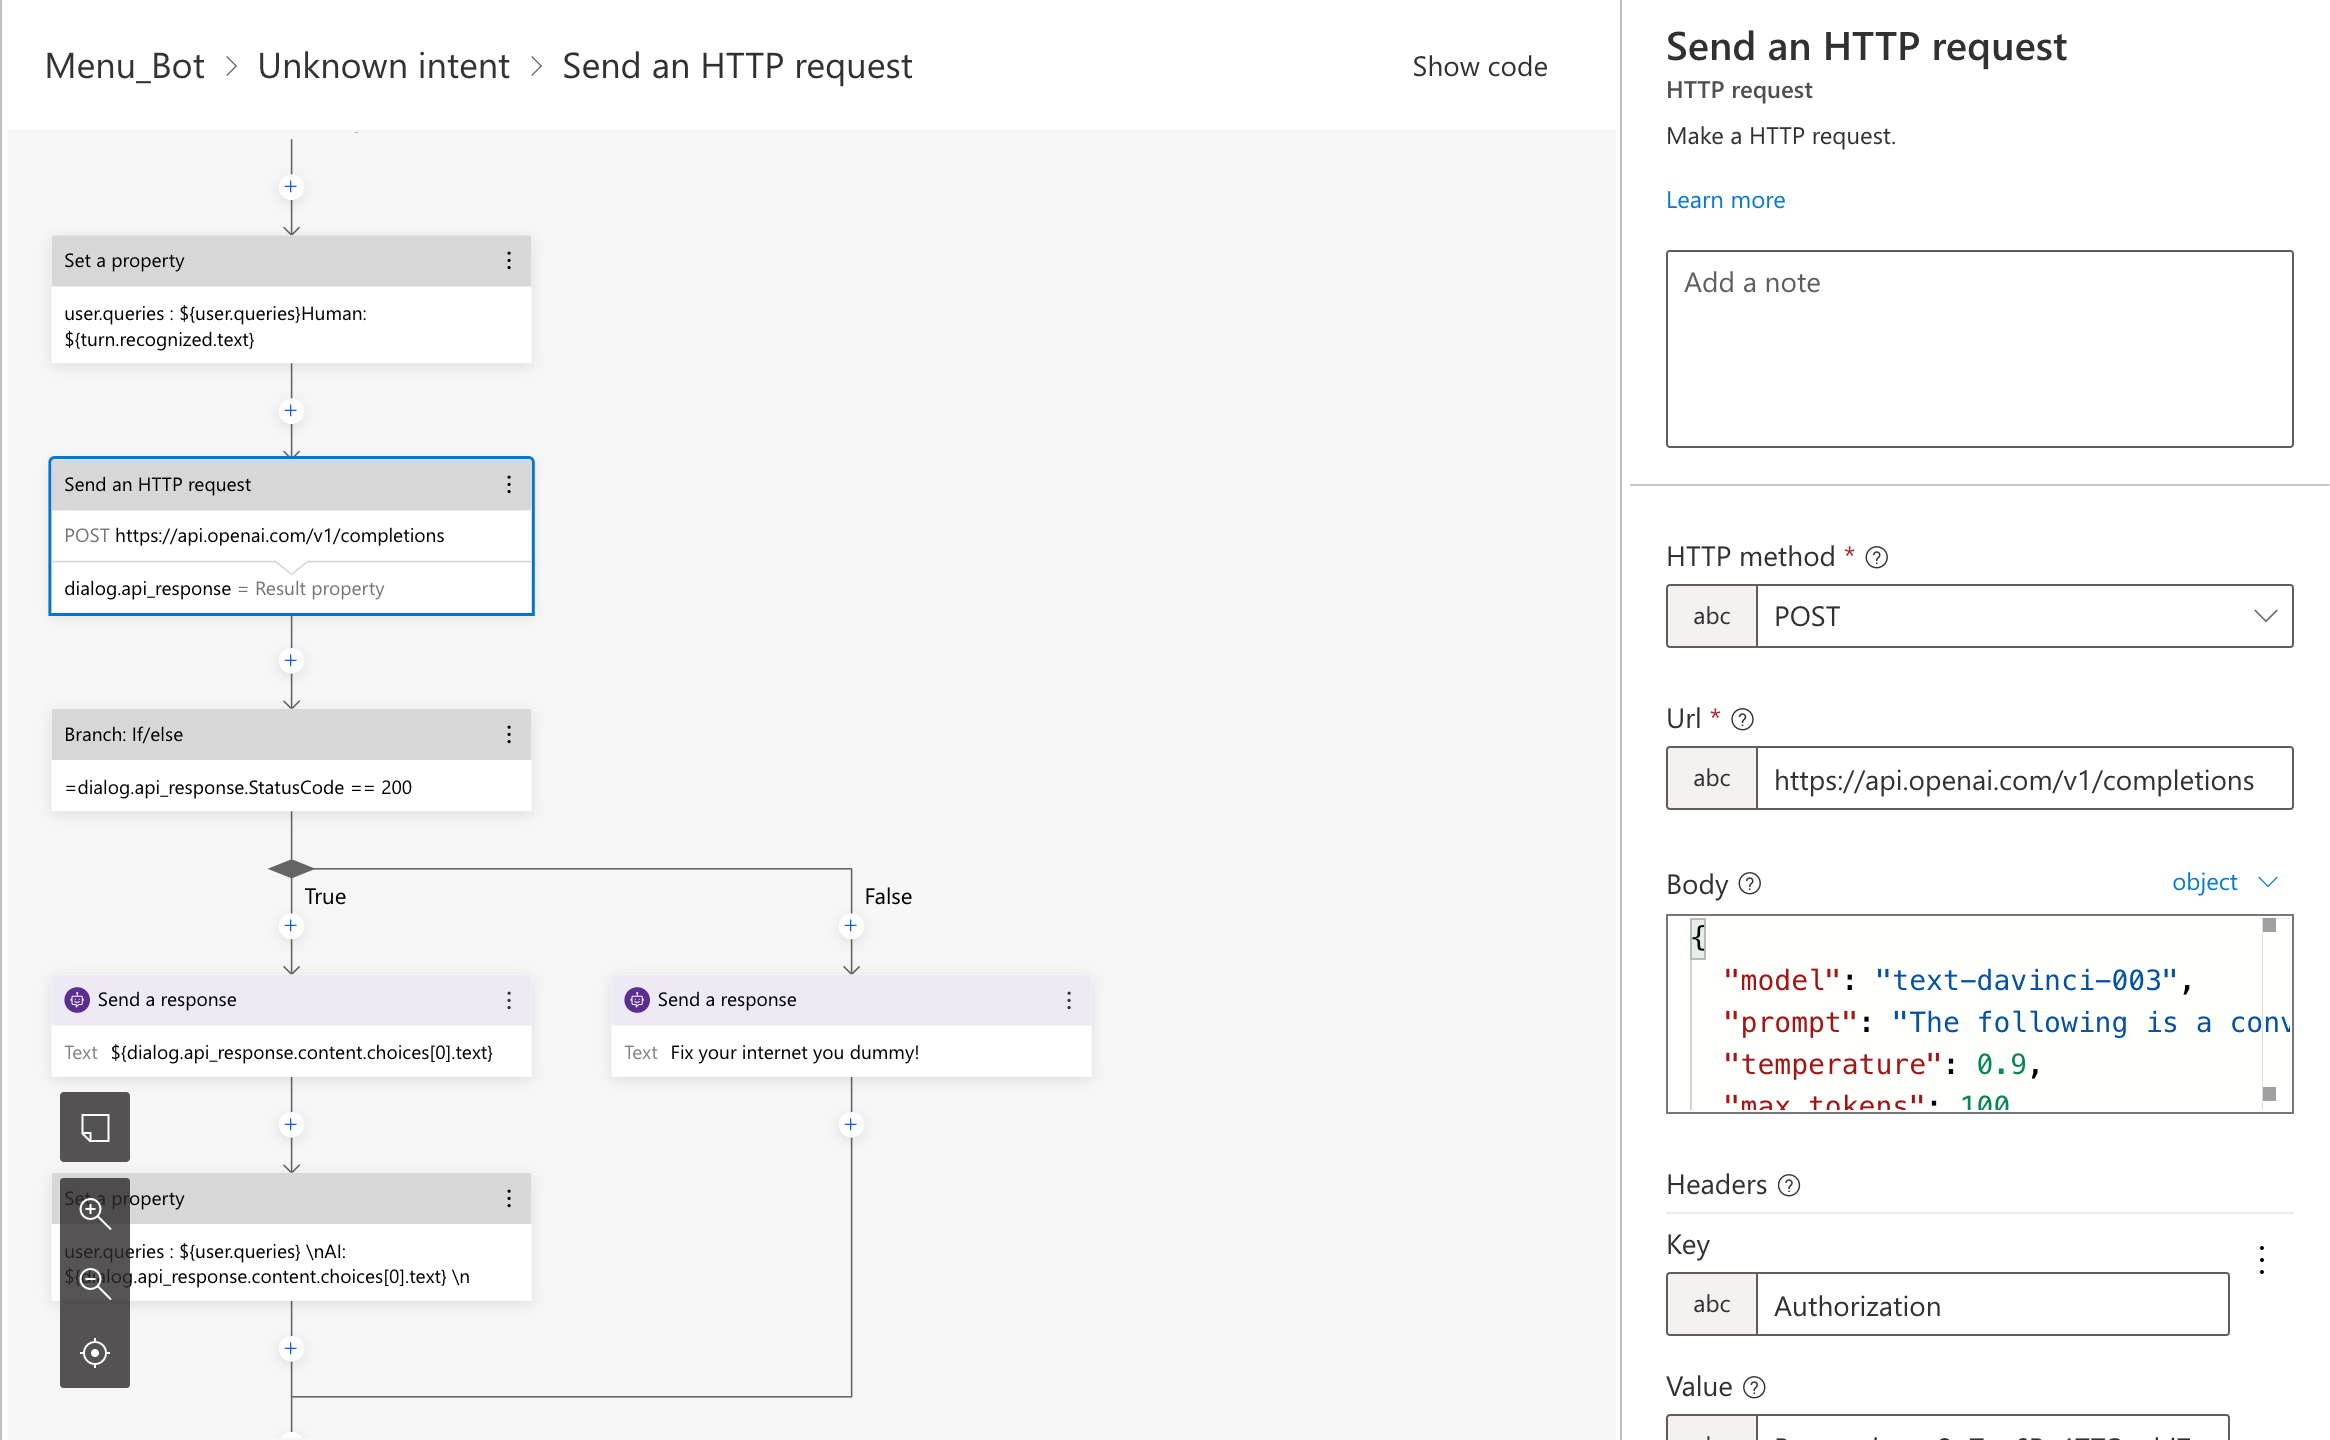 Menu_Bot > Unknown intent > Send an HTTP request
Show code
Set a property
user.queries : ${user.queries}Human:
${turn.recognized.text}
Send an HTTP request
POST https://api.openai.com/v1/completions
dialog.api_response = Result property
Branch: If/else
=dialog.api_response.StatusCode == 200
True
False
Send a response
Text ${dialog.api_response.content.choices[0].text}
Send a response
Text Fix your internet you dummy!
Set a property
user.queries : ${user.queries} \nAI:
${dialog.api_response.content.choices[0].text} \n
Send an HTTP request
HTTP request
Make a HTTP request.
Learn more
Add a note
HTTP method *
abc POST
Url *
abc https://api.openai.com/v1/completions
Body object
{
"model": "text-davinci-003",
"prompt": "The following is a conv
"temperature": 0.9,
"max_tokens": 100
Headers
Key
abc Authorization
Value